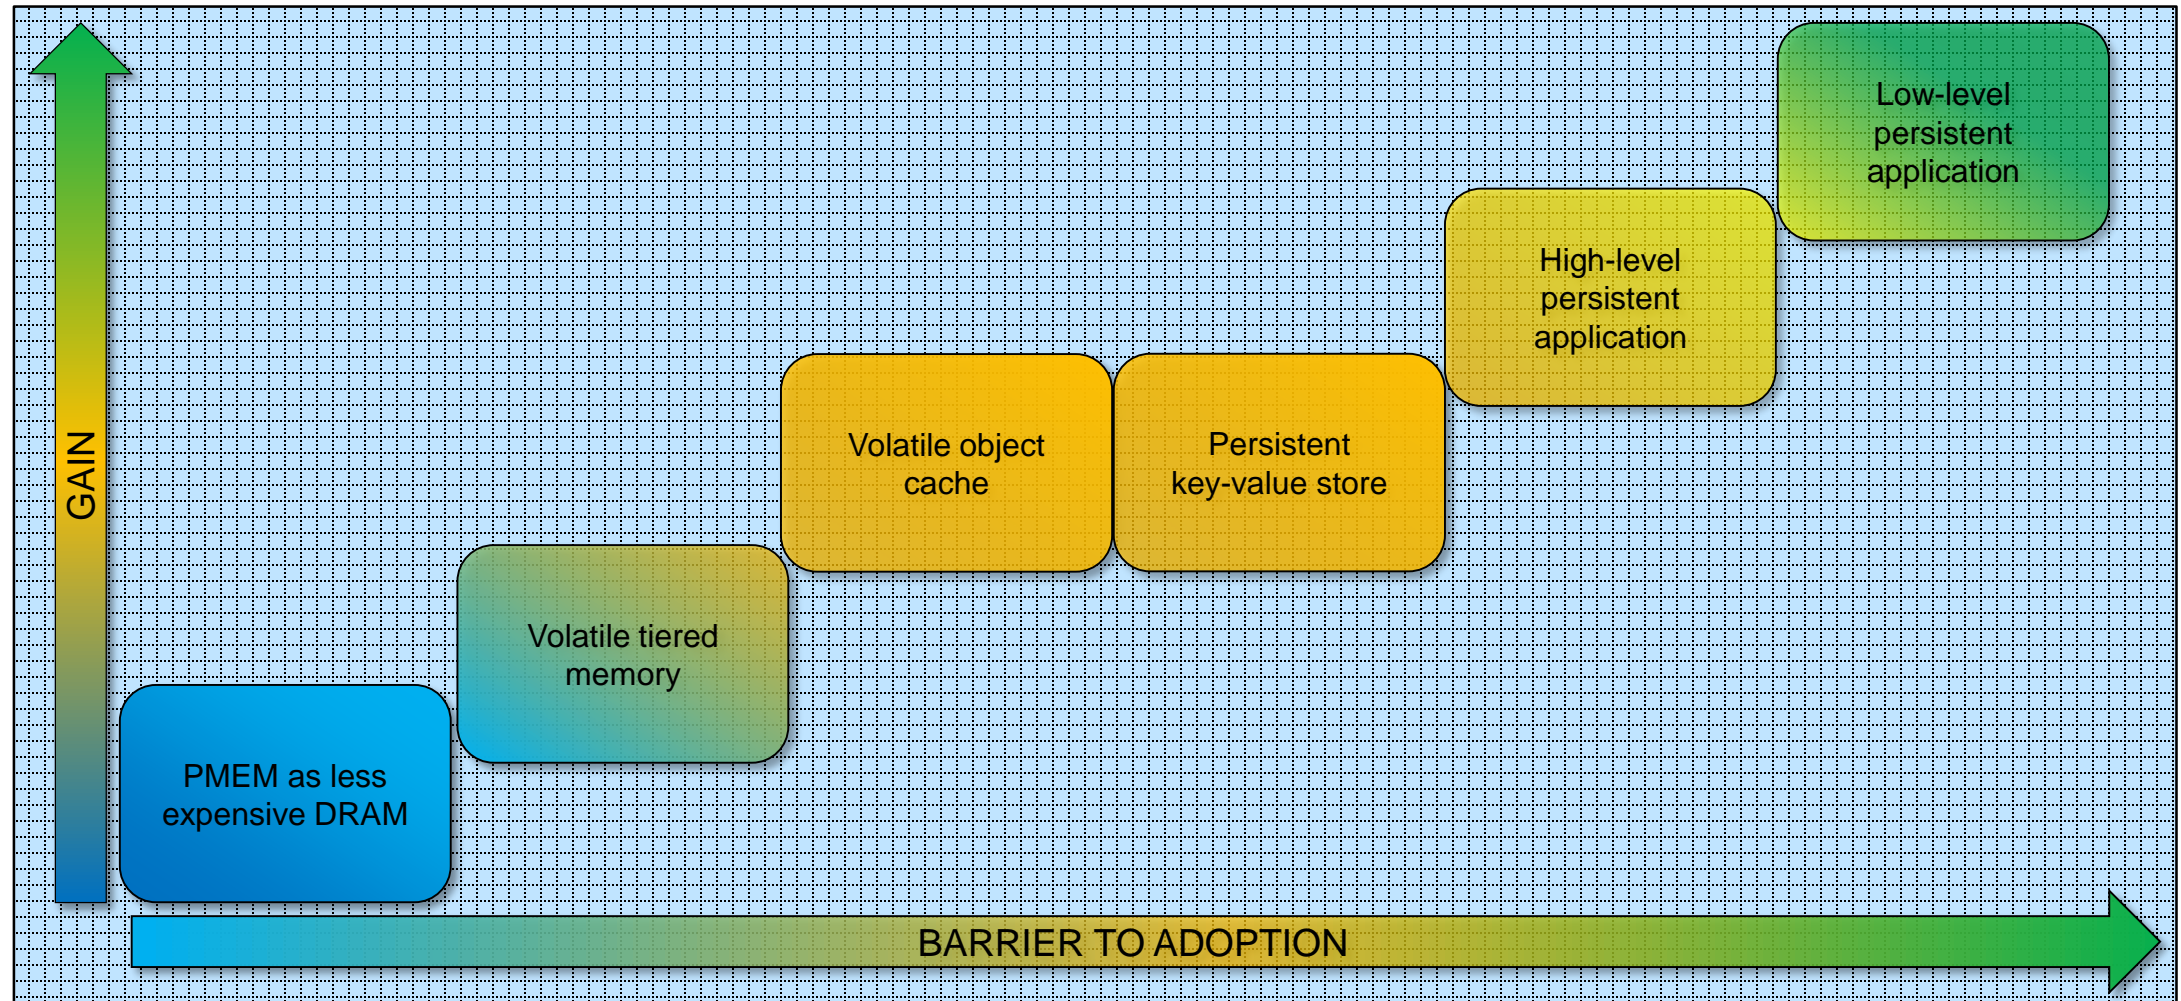 Low-level
persistent
application
High-level
persistent
application
Volatile object
cache
Persistent
key-value store
GAIN
Volatile tiered
memory
PMEM as less
expensive DRAM
BARRIER TO ADOPTION